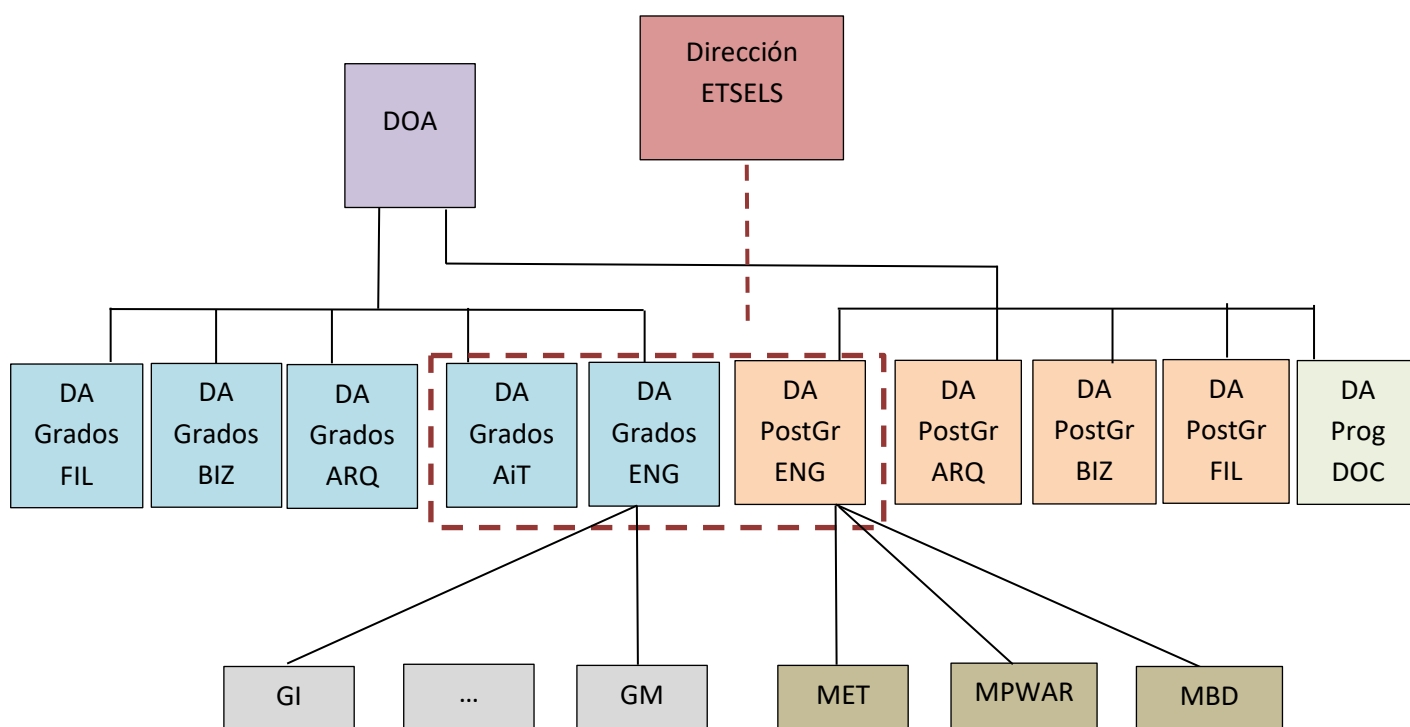 Dirección
ETSELS
DOA
DA
Grados
FIL
DA
Grados
BIZ
DA
Grados
ARQ
DA
Grados
AiT
DA
Grados
ENG
DA
PostGr
ENG
DA
PostGr
ARQ
DA
PostGr
BIZ
DA
PostGr
FIL
DA
Prog
DOC
GI
...
GM
MET
MPWAR
MBD